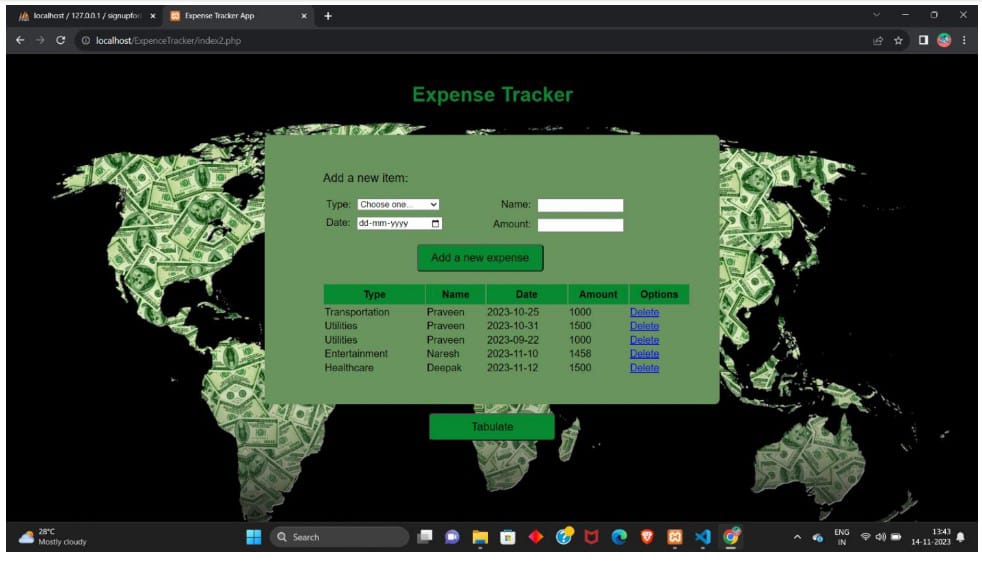 localhost / 127.0.0.1 / signupfor
Expense Tracker App
localhost/ExpenceTracker/index2.php
Expense Tracker
Add a new item:
Type: Choose one... Name:
Date: dd-mm-yyyy Amount:
Add a new expense
Type Name Date Amount Options
Transportation Praveen 2023-10-25 1000 Delete
Utilities Praveen 2023-10-31 1500 Delete
Utilities Praveen 2023-09-22 1000 Delete
Entertainment Naresh 2023-11-10 1458 Delete
Healthcare Deepak 2023-11-12 1500 Delete
Tabulate
28°C
Mostly cloudy
Search
ENG
IN
13:43
14-11-2023